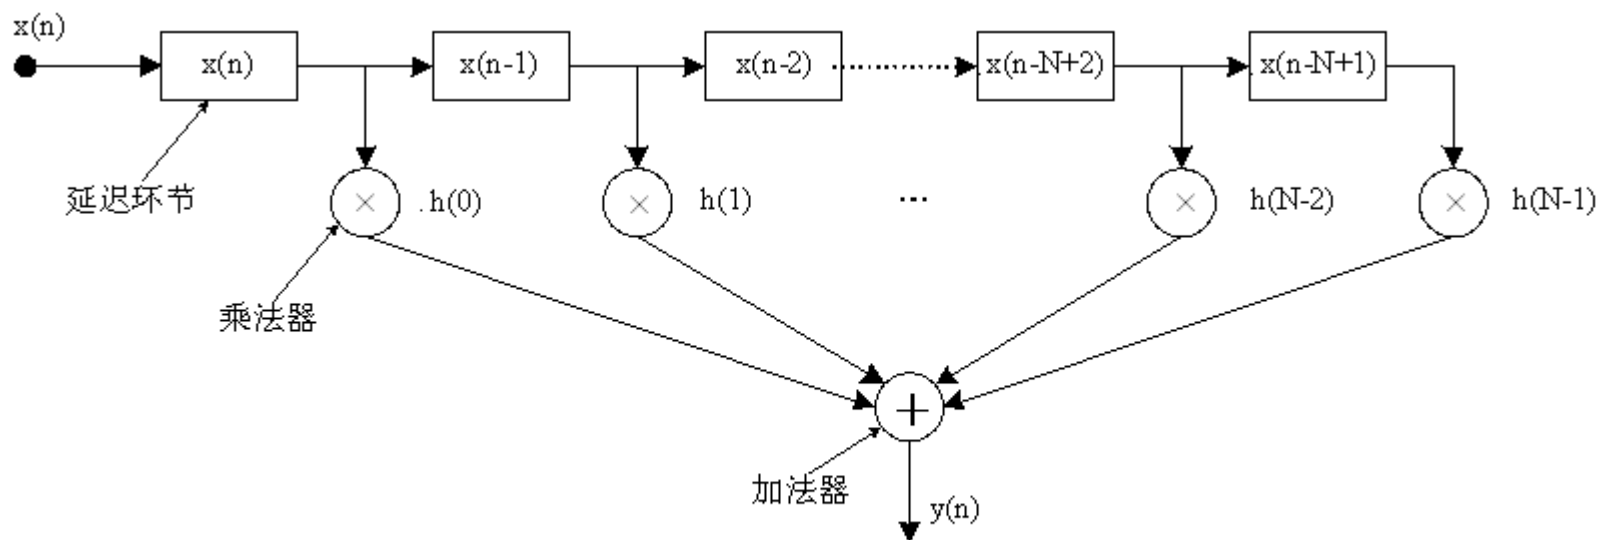 x(n)
x(n)
x(n-1)
x(n-2)
x(n-N+2)
x(n-N+1)
延迟环节
.h(0)
h(1)
...
h(N-2)
h(N-1)
×
×
×
×
乘法器
+
加法器
y(n)